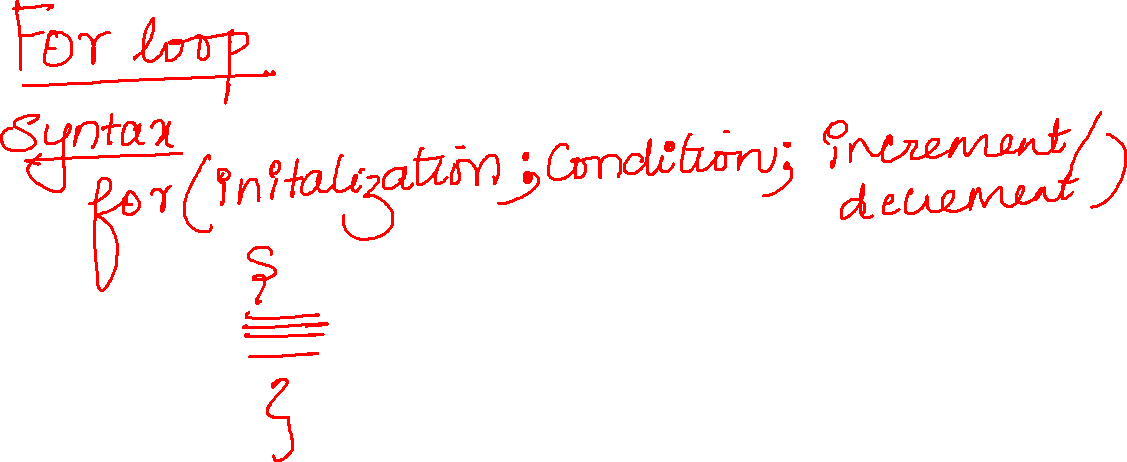 For loop
Syntax
for(initalization; Condition; increment/
decrement)
{
}